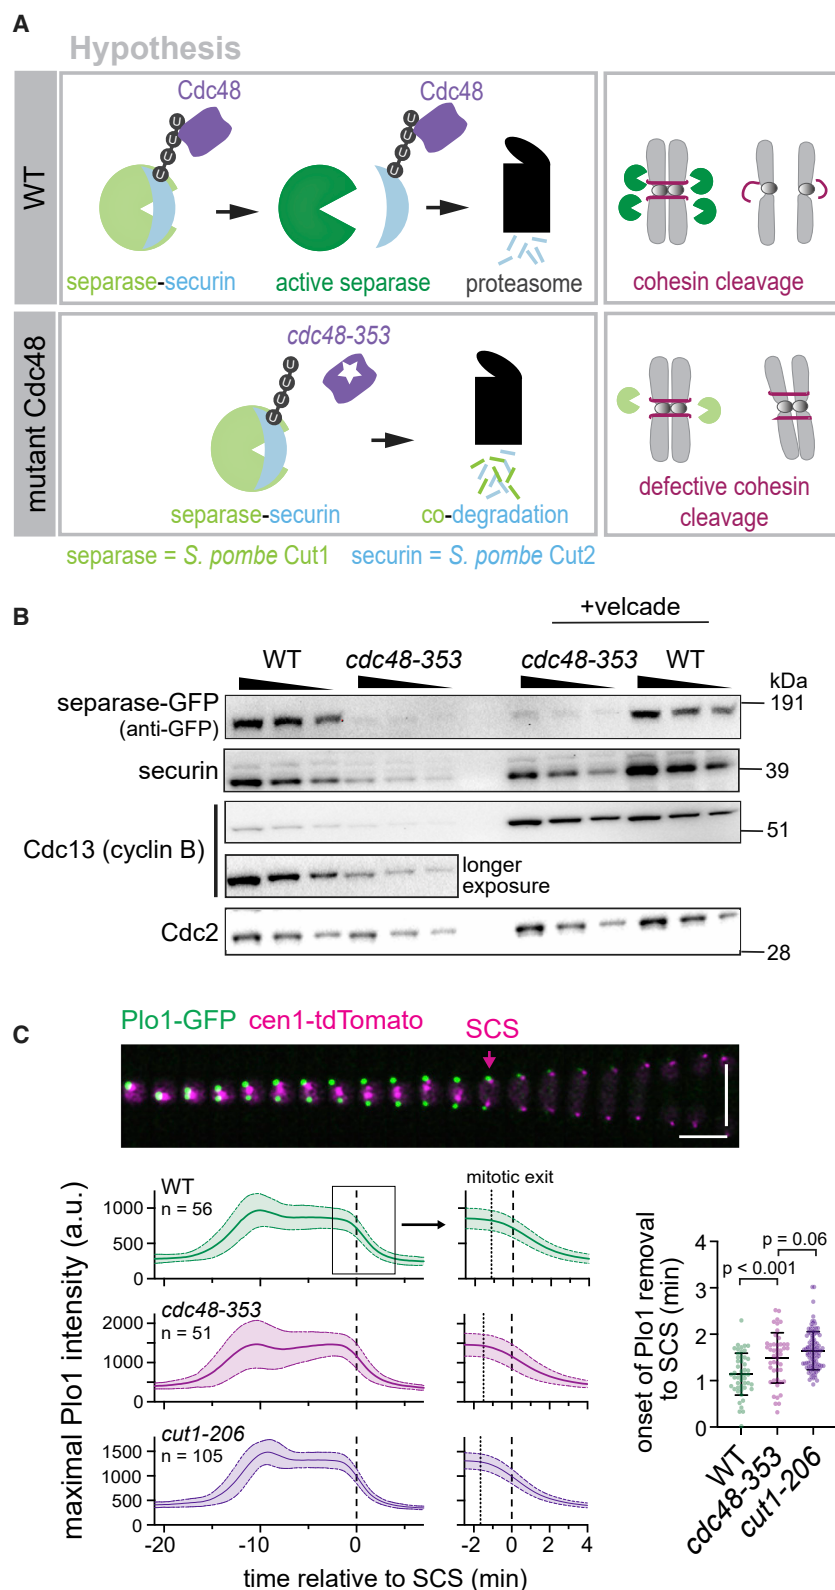 A
Hypothesis
WT
Cdc48
Cdc48
U U U U
U U U U
separase-securin
active separase
proteasome
cohesin cleavage
mutant Cdc48
cdc48-353
U U U U
separase-securin
co-degradation
defective cohesin
cleavage
separase = S. pombe Cut1
securin = S. pombe Cut2
B
+velcade
WT
cdc48-353
cdc48-353
WT
kDa
separase-GFP
(anti-GFP)
191
securin
39
Cdc13 (cyclin B)
51
longer
exposure
Cdc2
28
C
Plo1-GFP cen1-tdTomato
SCS
maximal Plo1 intensity (a.u.)
WT
n = 56
1000
500
0
mitotic exit
cdc48-353
n = 51
2000
1000
0
cut1-206
n = 105
1500
1000
500
0
-20
-10
0
-2
0
2
4
time relative to SCS (min)
onset of Plo1 removal
to SCS (min)
p = 0.06
p < 0.001
4
3
2
1
0
WT
cdc48-353
cut1-206